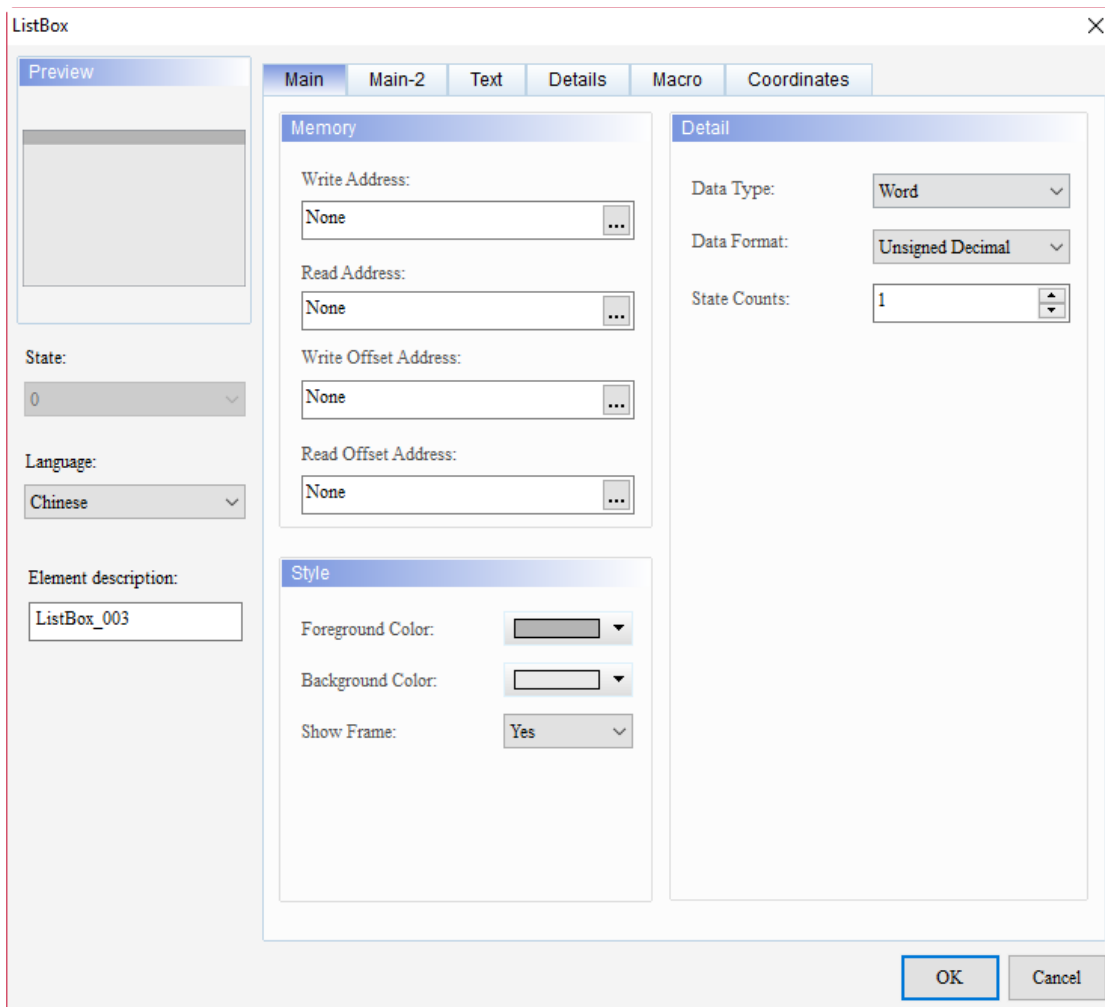 ListBox
Preview
State:
0
Language:
Chinese
Element description:
ListBox_003
Main Main-2 Text Details Macro Coordinates
Memory
Write Address:
None ...
Read Address:
None ...
Write Offset Address:
None ...
Read Offset Address:
None ...
Style
Foreground Color:
Background Color:
Show Frame: Yes
Detail
Data Type: Word
Data Format: Unsigned Decimal
State Counts: 1
OK Cancel